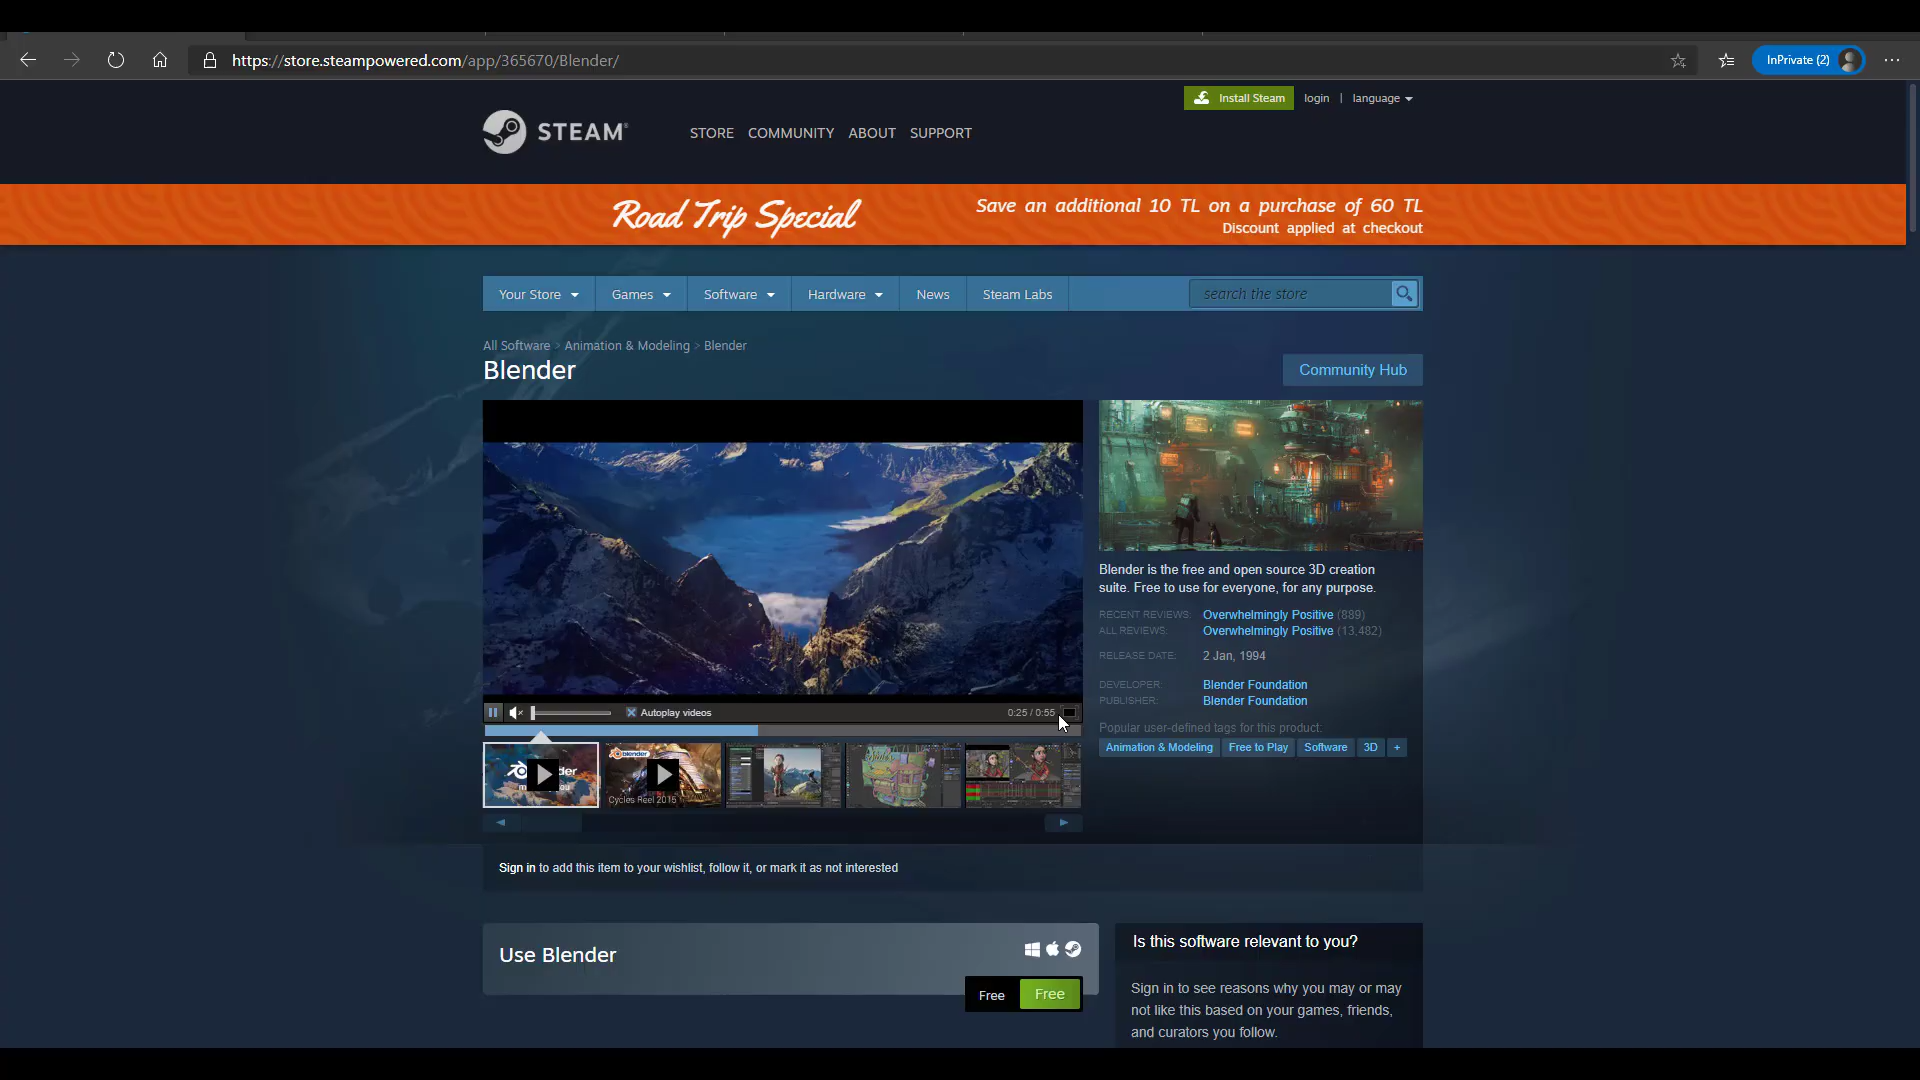 https://store.steampowered.com/app/365670/Blender/
InPrivate (2)
Install Steam
login | language
STEAM
STORE COMMUNITY ABOUT SUPPORT
Road Trip Special
Save an additional 10 TL on a purchase of 60 TL
Discount applied at checkout
Your Store Games Software Hardware News Steam Labs
search the store
All Software > Animation & Modeling > Blender
Blender
Community Hub
Blender is the free and open source 3D creation
suite. Free to use for everyone, for any purpose.
RECENT REVIEWS: Overwhelmingly Positive (889)
ALL REVIEWS: Overwhelmingly Positive (13,482)
RELEASE DATE: 2 Jan, 1994
DEVELOPER: Blender Foundation
PUBLISHER: Blender Foundation
Popular user-defined tags for this product:
Animation & Modeling Free to Play Software 3D +
Autoplay videos
0:25 / 0:55
blender
Cycles Reel 2015
Sign in to add this item to your wishlist, follow it, or mark it as not interested
Use Blender
Free
Free
Is this software relevant to you?
Sign in to see reasons why you may or may
not like this based on your games, friends,
and curators you follow.